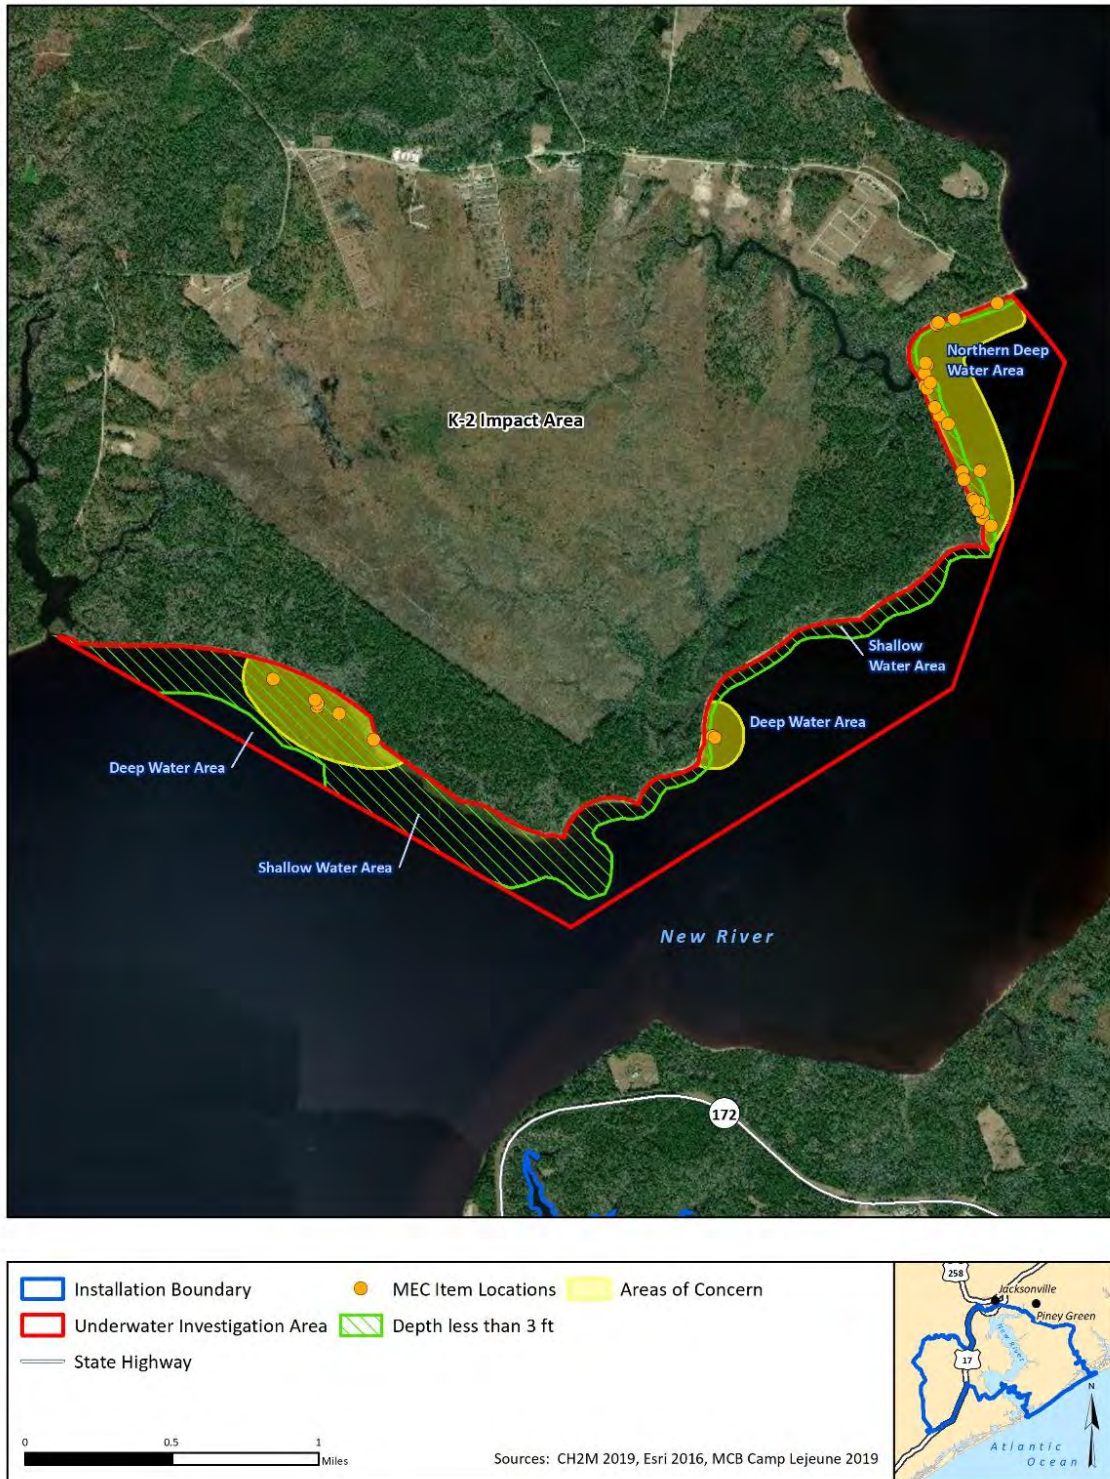 Northern Deep
Water Area
K-2 Impact Area
Shallow
Water Area
Deep Water Area
Deep Water Area
Shallow Water Area
New River
172
Installation Boundary
MEC Item Locations
Areas of Concern
Underwater Investigation Area
Depth less than 3 ft
State Highway
0
0.5
1
Miles
Sources: CH2M 2019, Esri 2016, MCB Camp Lejeune 2019
258
Jacksonville
Piney Green
New River
17
N
Atlantic
Ocean